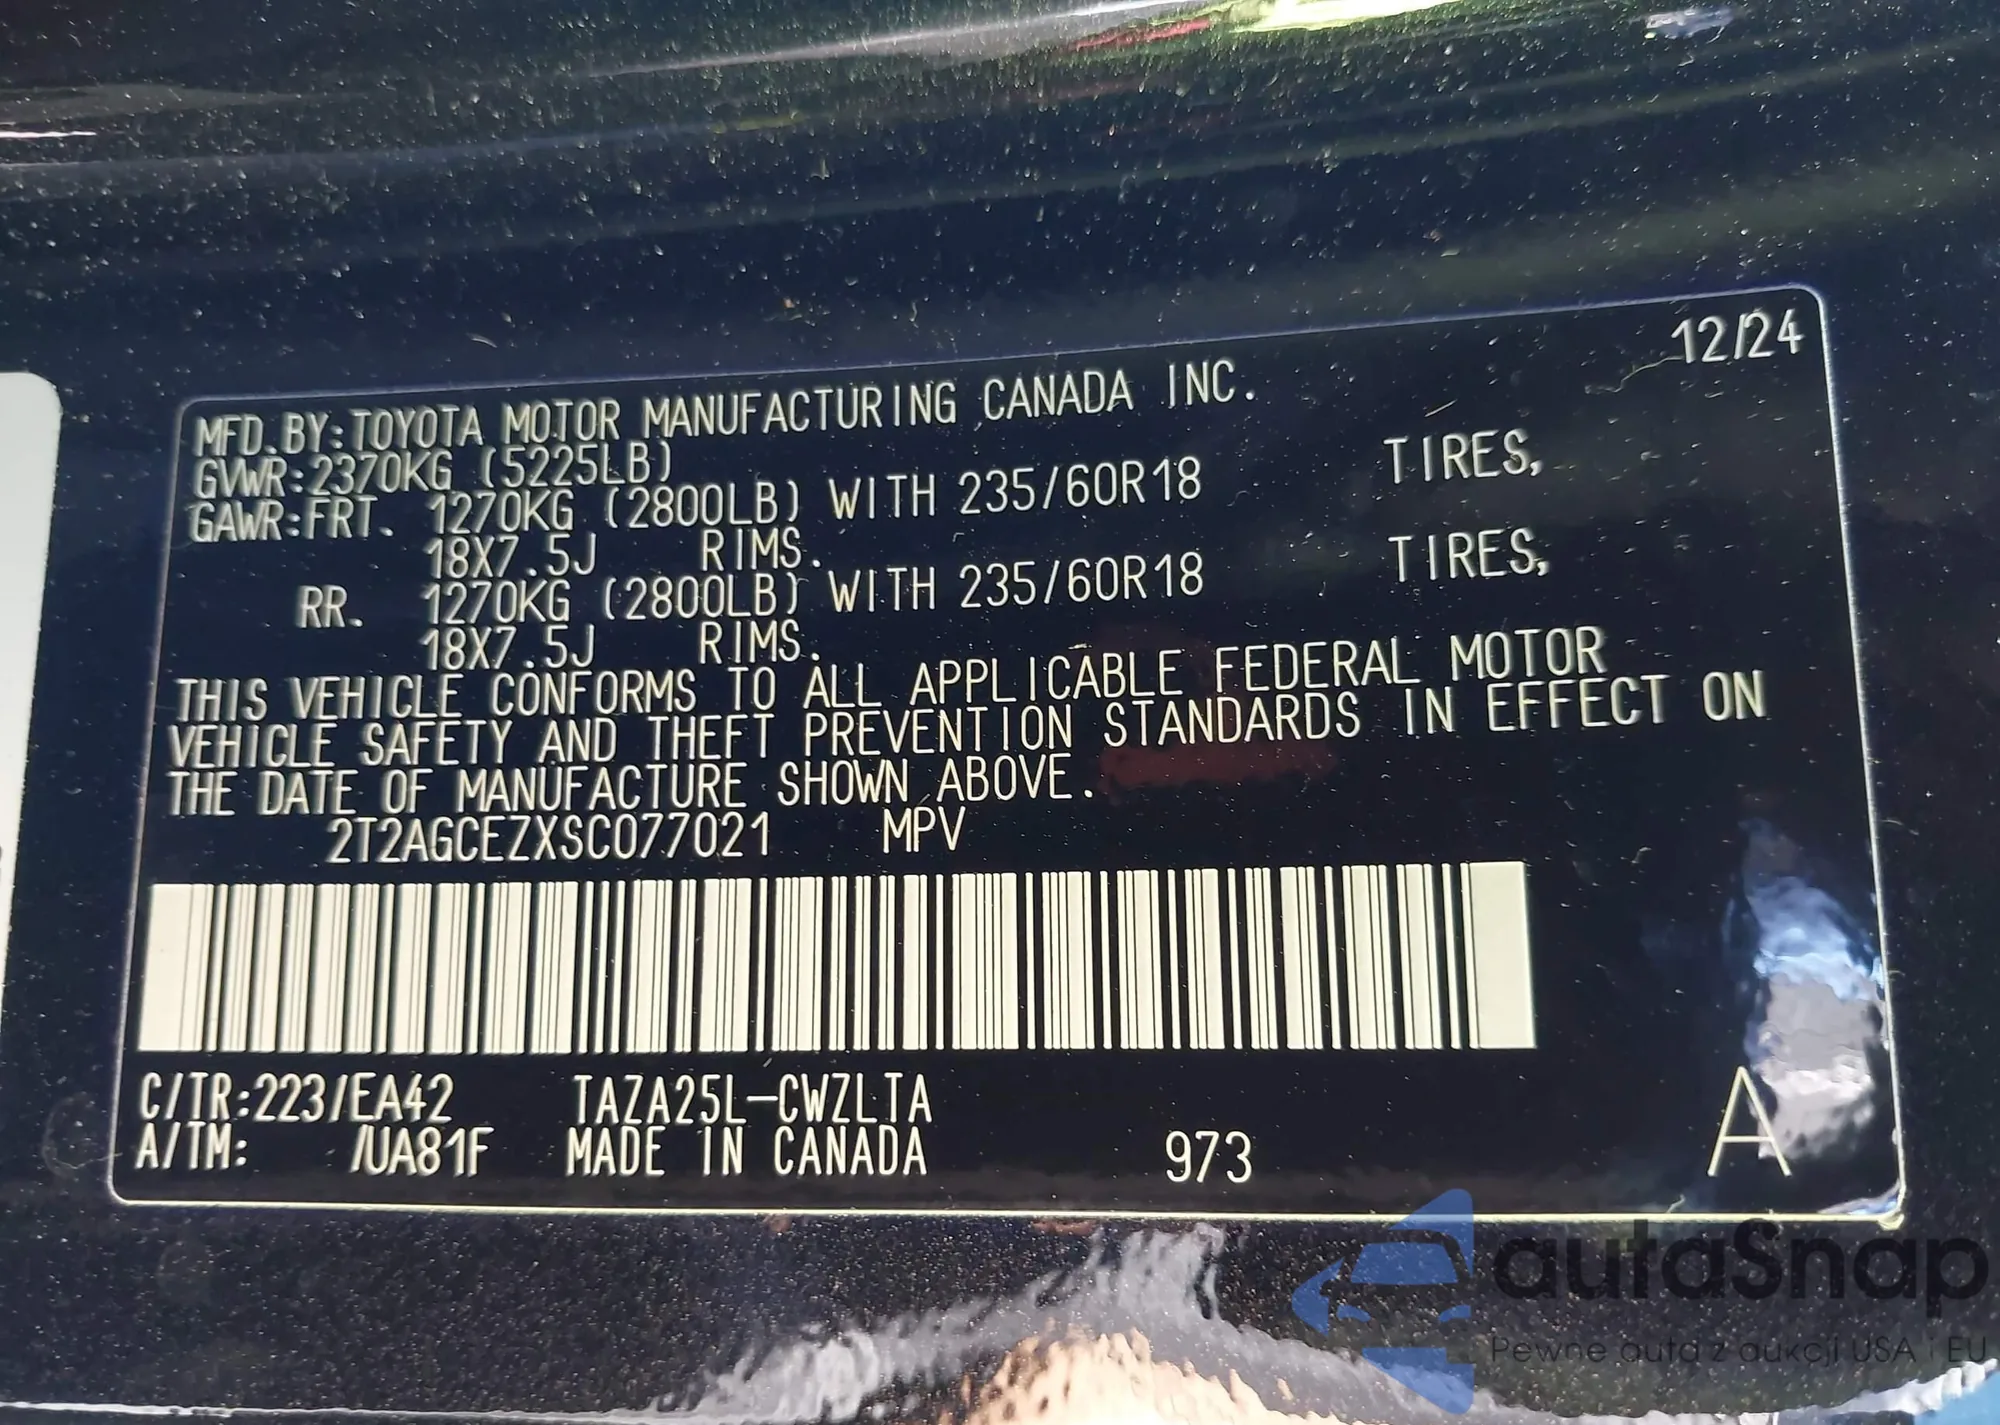 12/24
MFD.BY:TOYOTA MOTOR MANUFACTURING CANADA INC.
GVWR:2370KG (5225LB)
GAWR:FRT. 1270KG (2800LB) WITH 235/60R18 TIRES,
18X7.5J RIMS.
RR. 1270KG (2800LB) WITH 235/60R18 TIRES,
18X7.5J RIMS.
THIS VEHICLE CONFORMS TO ALL APPLICABLE FEDERAL MOTOR
VEHICLE SAFETY AND THEFT PREVENTION STANDARDS IN EFFECT ON
THE DATE OF MANUFACTURE SHOWN ABOVE.
2T2AGCEZXSC077021 MPV
C/TR:223/EA42 TAZA25L-CWZLTA
A/TM: /UA81F MADE IN CANADA 973 A
autaSnap
Pewne auta z aukcji USA i EU